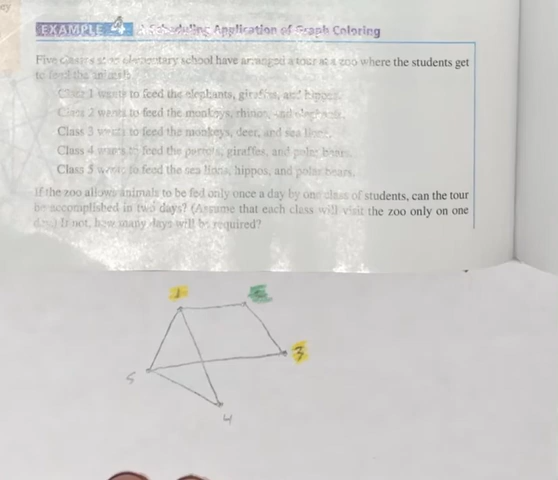 EXAMPLE 4 A Scheduling Application of Graph Coloring
Five classes at an elementary school have arranged a tour at a zoo where the students get
to feed the animals.
Class 1 wants to feed the elephants, giraffes, and hippos.
Class 2 wants to feed the monkeys, rhinos, and elephants.
Class 3 wants to feed the monkeys, deer, and sea lions.
Class 4 wants to feed the parrots, giraffes, and polar bears.
Class 5 wants to feed the sea lions, hippos, and polar bears.
If the zoo allows animals to be fed only once a day by one class of students, can the tour
be accomplished in two days? (Assume that each class will visit the zoo only on one
day.) If not, how many days will be required?
1
2
3
5
4